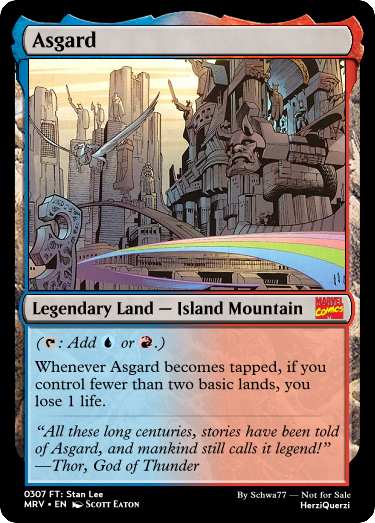 Asgard
Legendary Land — Island Mountain
MARVEL
COMICS
(: Add or .)
Whenever Asgard becomes tapped, if you
control fewer than two basic lands, you
lose 1 life.
“All these long centuries, stories have been told
of Asgard, and mankind still calls it legend!”
—Thor, God of Thunder
0307 FT: Stan Lee
MRV • EN Scott Eaton
By Schwa77 — Not for Sale
HerziQuerzi